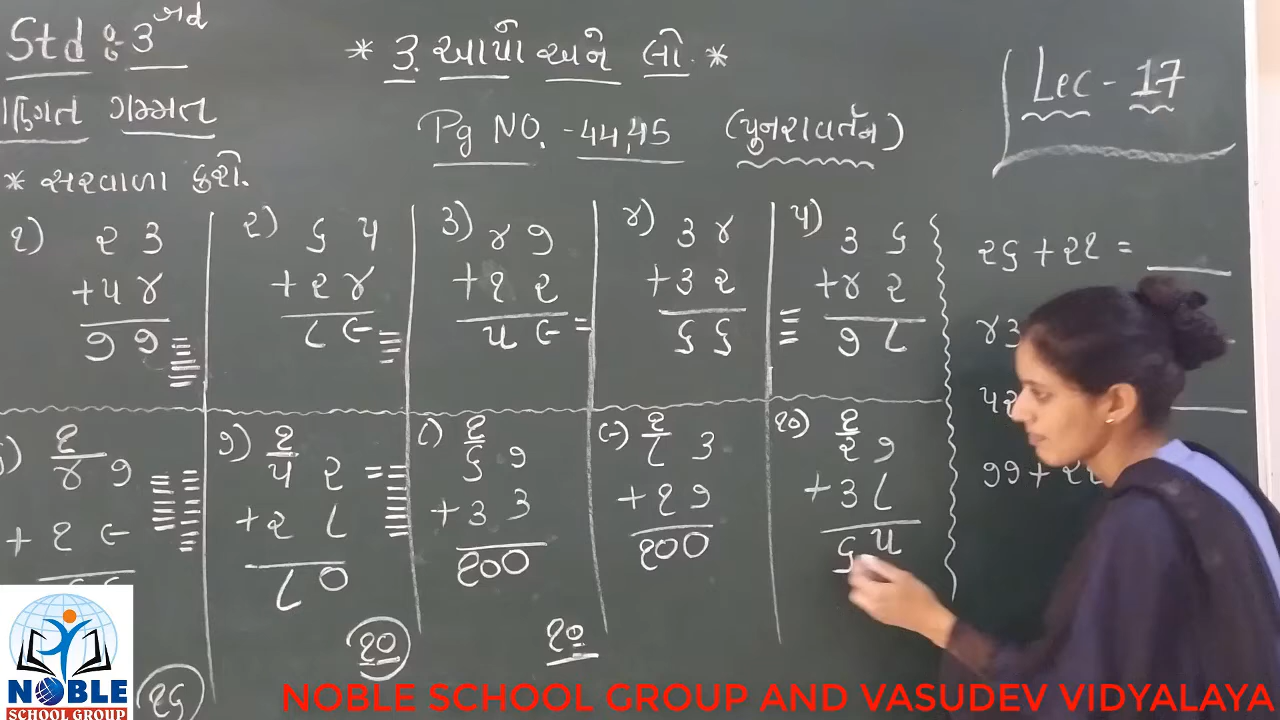 Std : 3
* 3. આપો અને લો. *
Lec - 17
ગમ્મત
Pg NO. - 44,45 (પુનરાવર્તન)
* સરવાળા કરો.
૧) ૨ ૩
+ ૫ ૪
૭ ૭
૨) ૬ ૫
+ ૨ ૪
૮ ૯
૩) ૪ ૭
+ ૧ ૨
૫ ૯
૪) ૩ ૪
+ ૩ ૨
૬ ૬
૫) ૩ ૬
+ ૪ ૨
૭ ૮
૨૬ + ૨૧ = ____
૧
૪ ૭
+ ૧ ૯
૭) ૧
૫ ૨
+ ૨ ૮
૮ ૦
૮) ૧
૬ ૭
+ ૩ ૩
૧૦૦
૯) ૧
૮ ૩
+ ૧ ૭
૧૦૦
૧૦) ૧
૨ ૭
+ ૩ ૮
૬ ૫
૧૬
૧૦
૧૦
NOBLE
SCHOOL GROUP
NOBLE SCHOOL GROUP AND VASUDEV VIDYALAYA